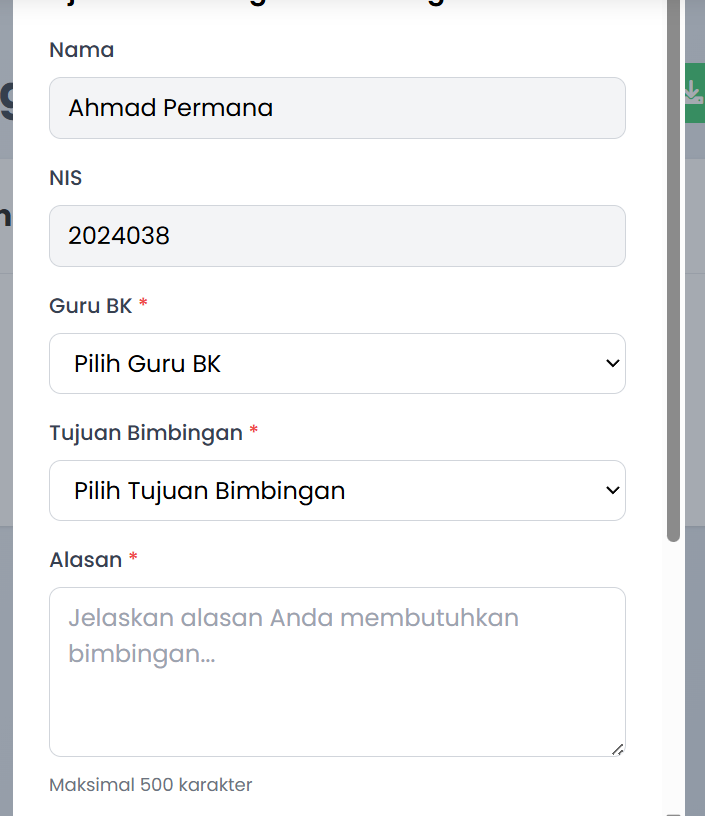 Nama
Ahmad Permana
NIS
2024038
Guru BK *
Pilih Guru BK
Tujuan Bimbingan *
Pilih Tujuan Bimbingan
Alasan *
Jelaskan alasan Anda membutuhkan
bimbingan...
Maksimal 500 karakter